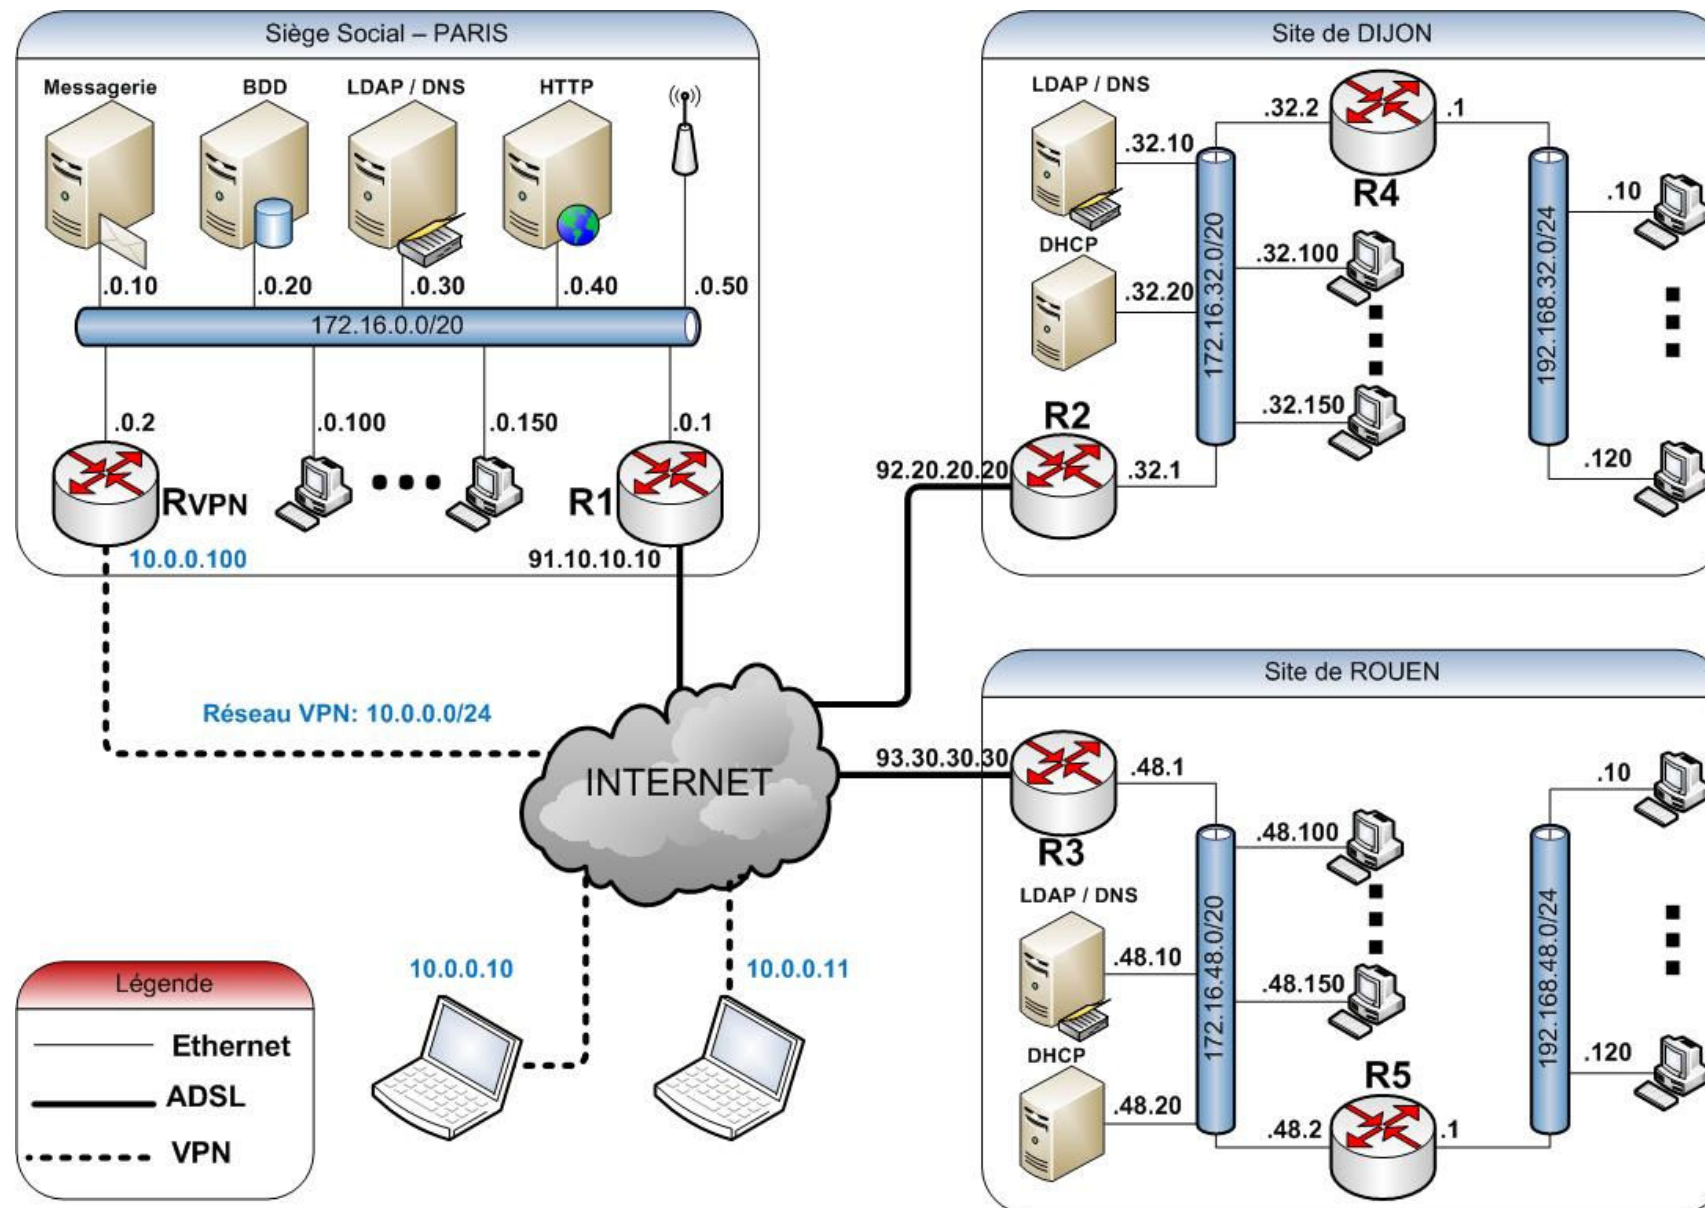 Siège Social – PARIS
Messagerie
BDD
LDAP / DNS
HTTP
.0.10
.0.20
.0.30
.0.40
.0.50
172.16.0.0/20
.0.2
.0.100
.0.150
.0.1
RVPN
R1
10.0.0.100
91.10.10.10
Site de DIJON
LDAP / DNS
.32.10
DHCP
.32.20
R2
92.20.20.20
.32.1
172.16.32.0/20
.32.2
R4
.1
.32.100
.32.150
192.168.32.0/24
.10
.120
Réseau VPN: 10.0.0.0/24
INTERNET
10.0.0.10
10.0.0.11
Site de ROUEN
93.30.30.30
.48.1
R3
LDAP / DNS
.48.10
DHCP
.48.20
172.16.48.0/20
.48.100
.48.150
R5
.48.2
.1
192.168.48.0/24
.10
.120
Légende
Ethernet
ADSL
VPN